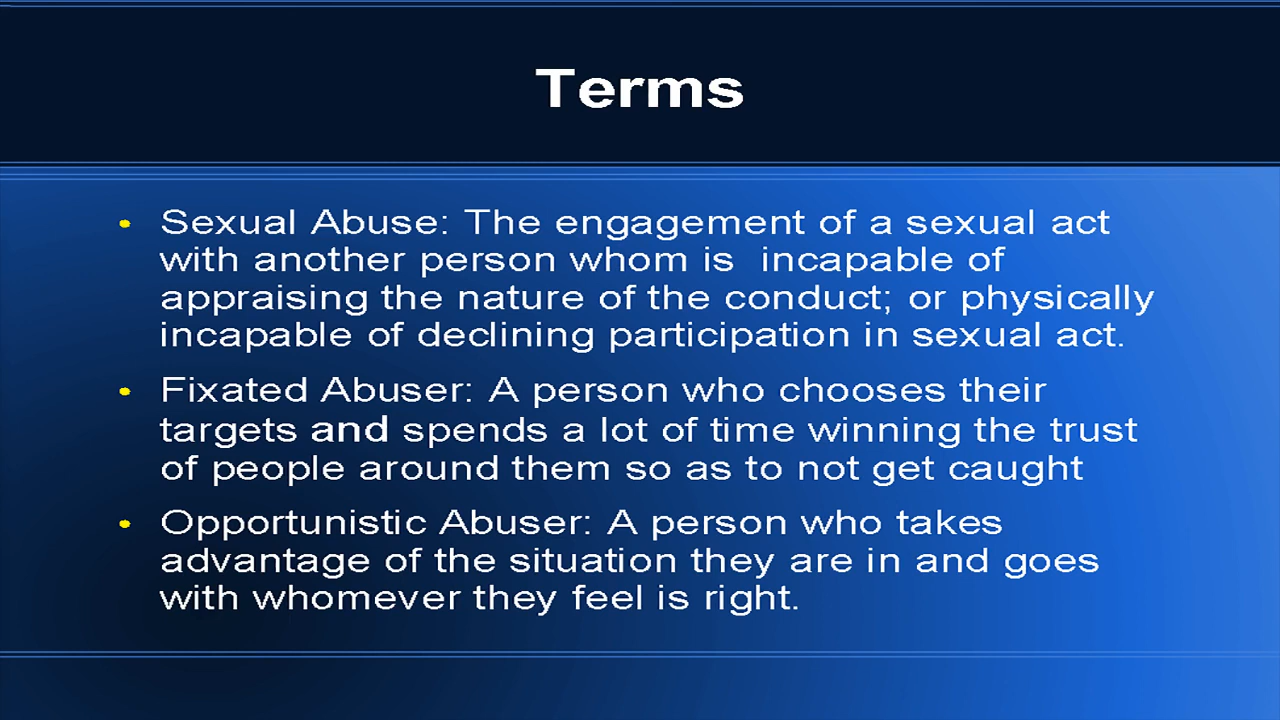 Terms
• Sexual Abuse: The engagement of a sexual act
with another person whom is  incapable of
appraising the nature of the conduct; or physically
incapable of declining participation in sexual act.
• Fixated Abuser: A person who chooses their
targets and spends a lot of time winning the trust
of people around them so as to not get caught
• Opportunistic Abuser: A person who takes
advantage of the situation they are in and goes
with whomever they feel is right.